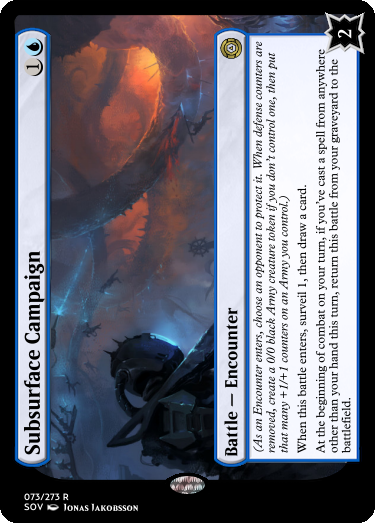 Subsurface Campaign
1
Battle — Encounter
(As an Encounter enters, choose an opponent to protect it. When defense counters are
removed, create a 0/0 black Army creature token if you don't control one, then put
that many +1/+1 counters on an Army you control.)
When this battle enters, surveil 1, then draw a card.
At the beginning of combat on your turn, if you've cast a spell from anywhere
other than your hand this turn, return this battle from your graveyard to the
battlefield.
2
073/273 R
SOV Jonas Jakobsson